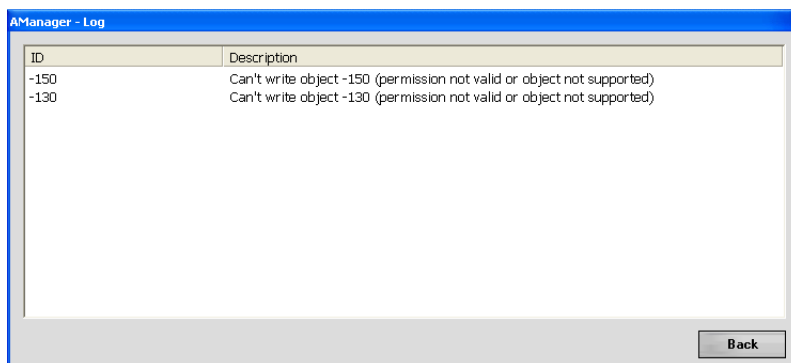 AManager - Log
ID Description
-150 Can't write object -150 (permission not valid or object not supported)
-130 Can't write object -130 (permission not valid or object not supported)
Back